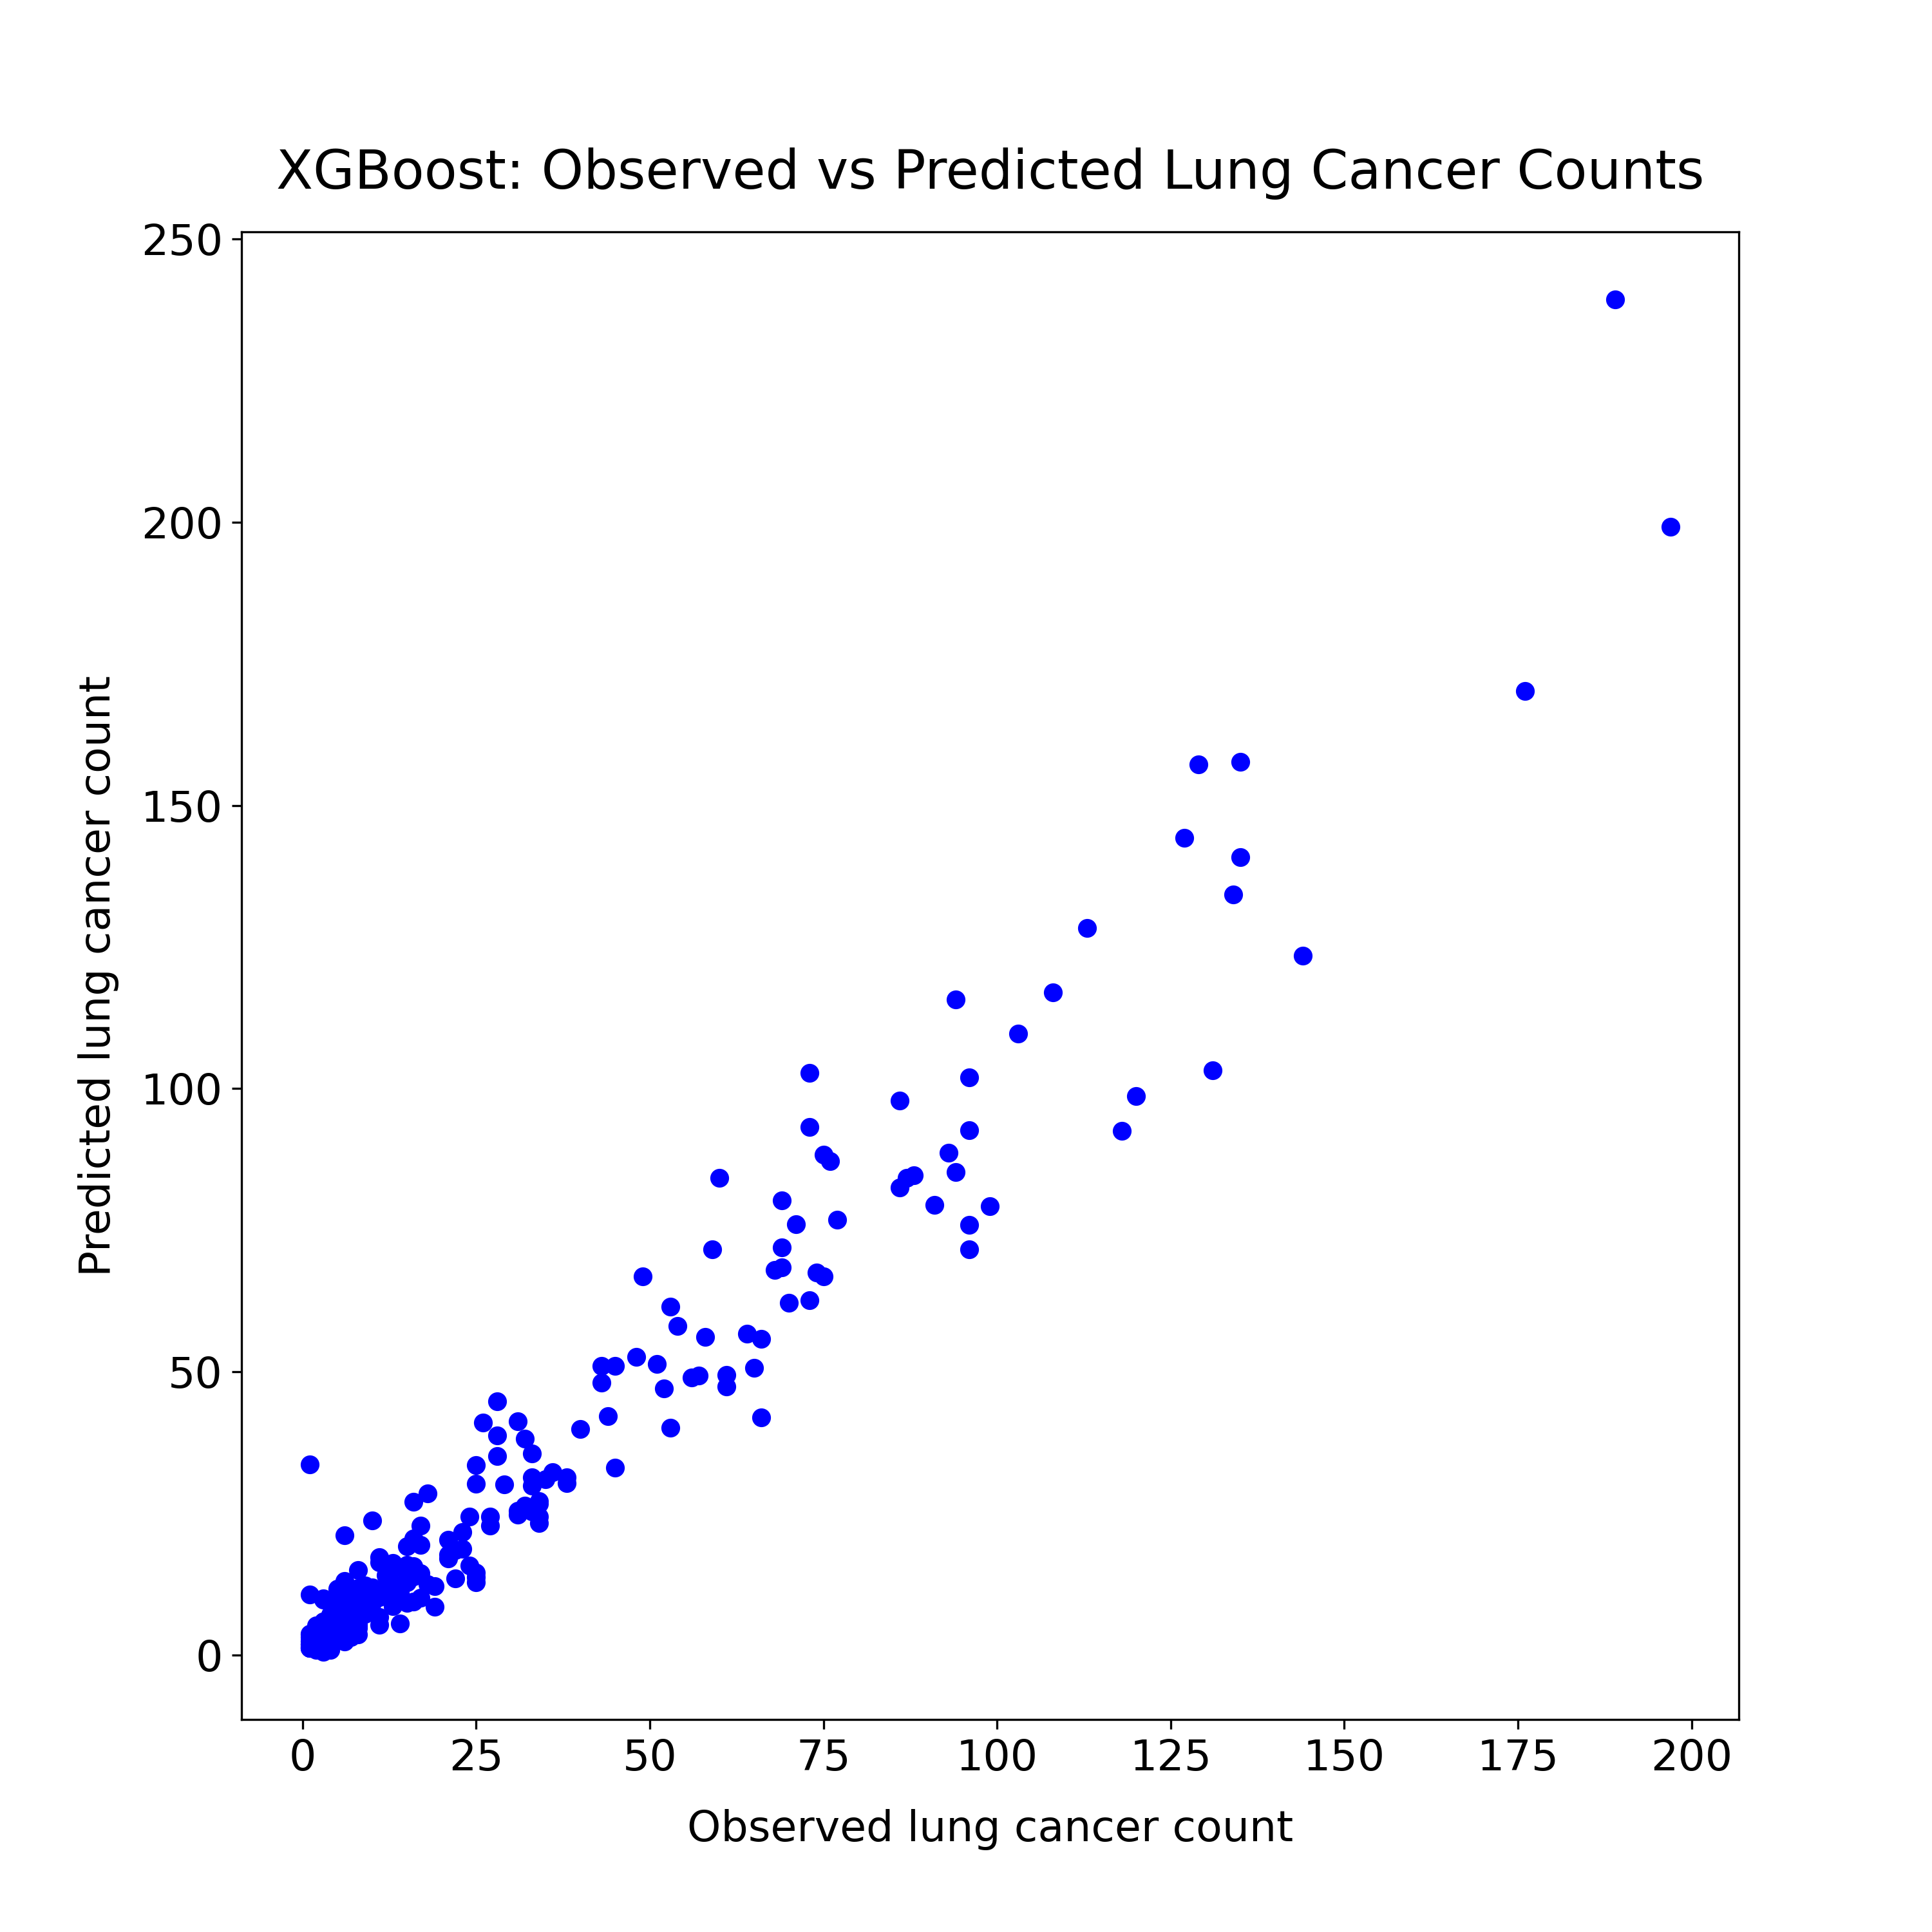 XGBoost: Observed vs Predicted Lung Cancer Counts
250
200
150
100
50
0
Predicted lung cancer count
0 25 50 75 100 125 150 175 200
Observed lung cancer count